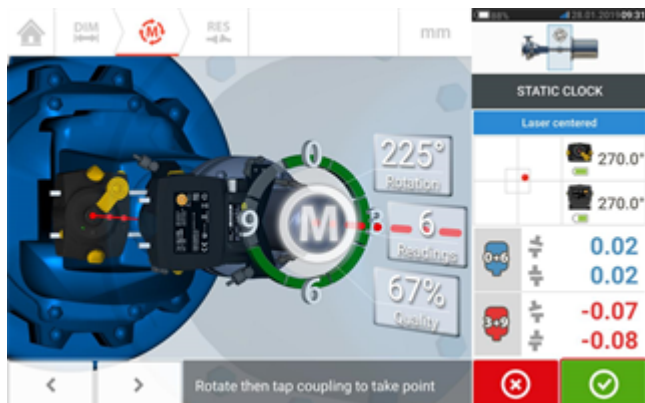 DIM
M
RES
mm
88%
28.01.2019 09:31
STATIC CLOCK
Laser centered
270.0°
270.0°
0
9
M
6
225°
Rotation
6
Readings
67%
Quality
0+6
0.02
0.02
3+9
-0.07
-0.08
Rotate then tap coupling to take point